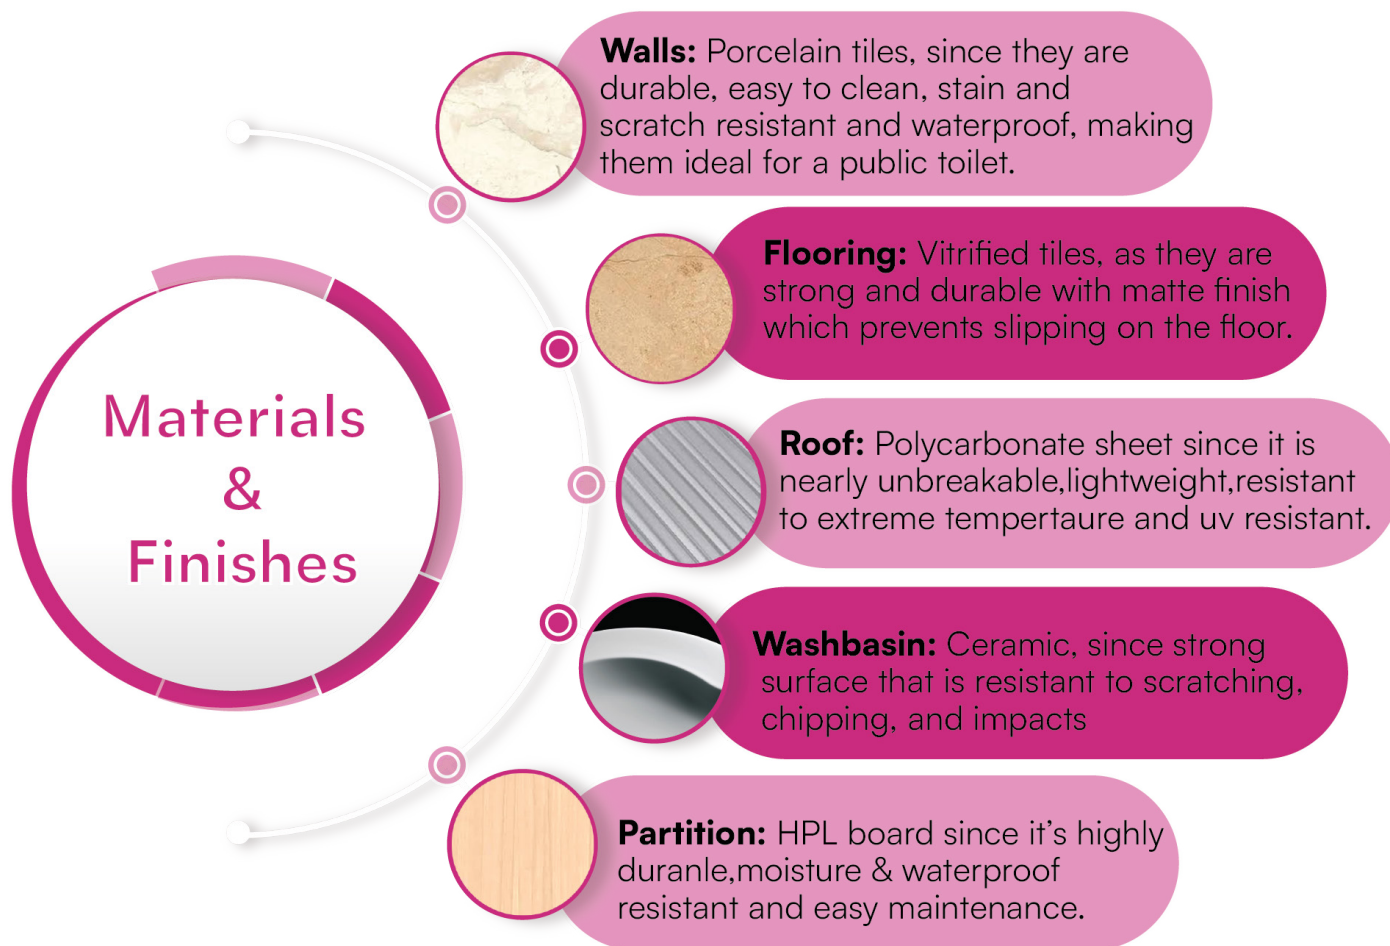 Materials
&
Finishes
Walls: Porcelain tiles, since they are
durable, easy to clean, stain and
scratch resistant and waterproof, making
them ideal for a public toilet.
Flooring: Vitrified tiles, as they are
strong and durable with matte finish
which prevents slipping on the floor.
Roof: Polycarbonate sheet since it is
nearly unbreakable,lightweight,resistant
to extreme tempertaure and uv resistant.
Washbasin: Ceramic, since strong
surface that is resistant to scratching,
chipping, and impacts
Partition: HPL board since it’s highly
duranle,moisture & waterproof
resistant and easy maintenance.